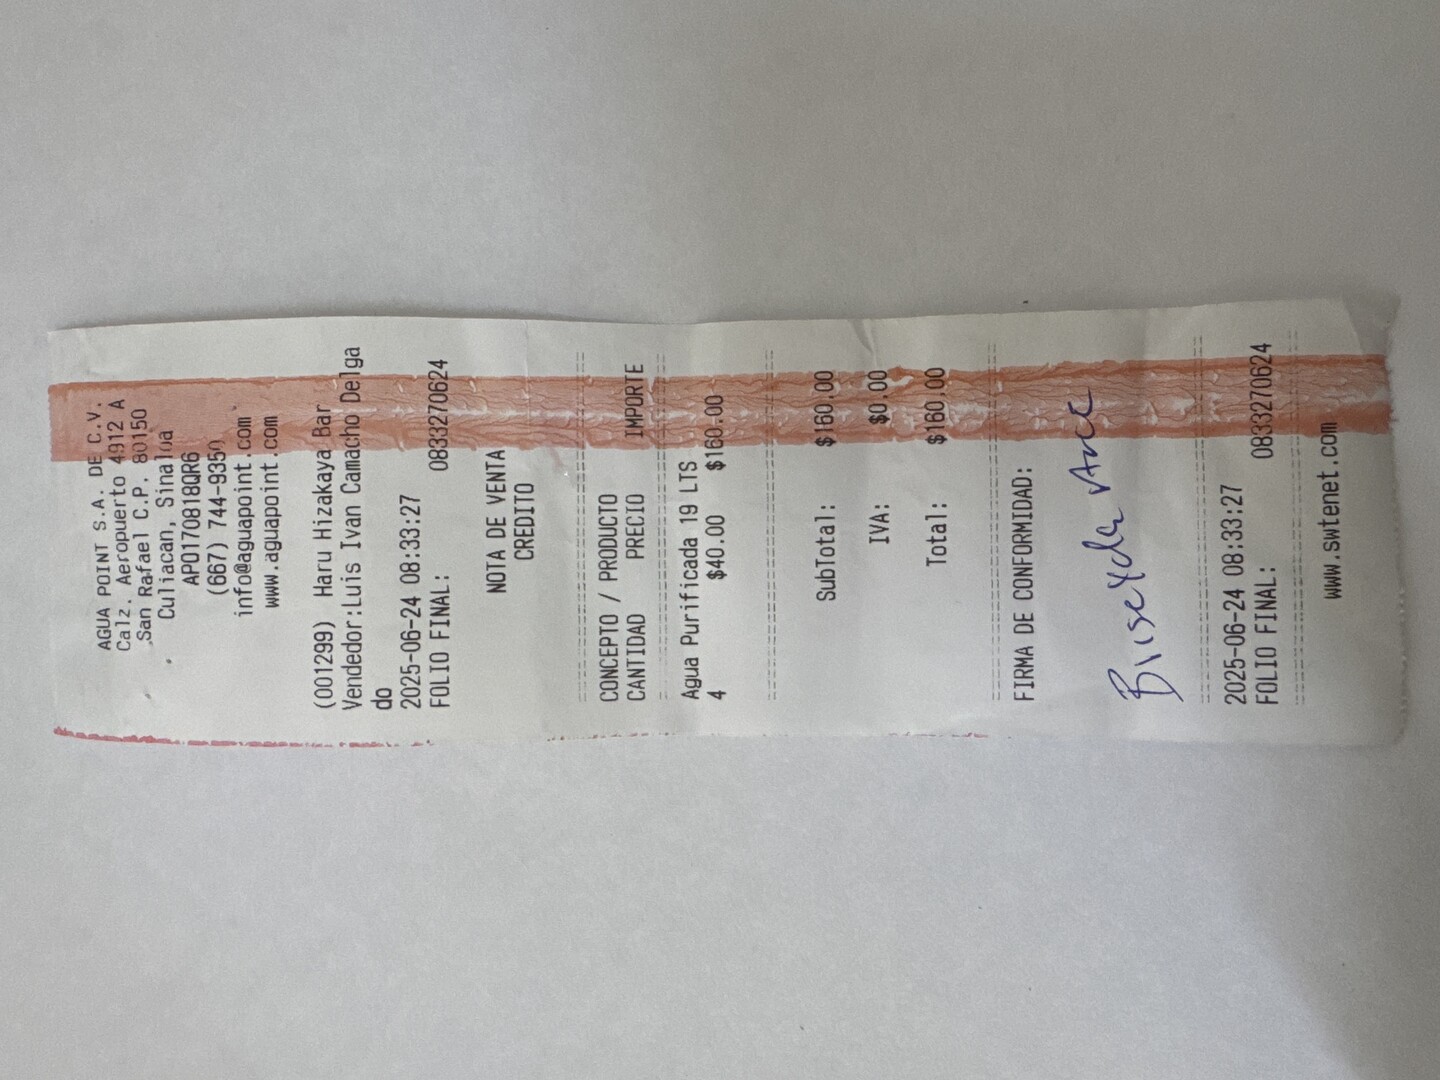 AGUA POINT S.A. DE C.V.
Calz. Aeropuerto 4912 A
San Rafael C.P. 80150
Culiacan, Sinaloa
APO170818QR6
(667) 744-9350
info@aguapoint.com
www.aguapoint.com
(001299) Haru Hizakaya Bar
Vendedor:Luis Ivan Camacho Delga
do
2025-06-24 08:33:27
FOLIO FINAL: 0833270624
NOTA DE VENTA
CREDITO
CONCEPTO / PRODUCTO
CANTIDAD PRECIO IMPORTE
Agua Purificada 19 LTS
4 $40.00 $160.00
SubTotal: $160.00
IVA: $0.00
Total: $160.00
FIRMA DE CONFORMIDAD:
2025-06-24 08:33:27
FOLIO FINAL: 0833270624
www.swtenet.com